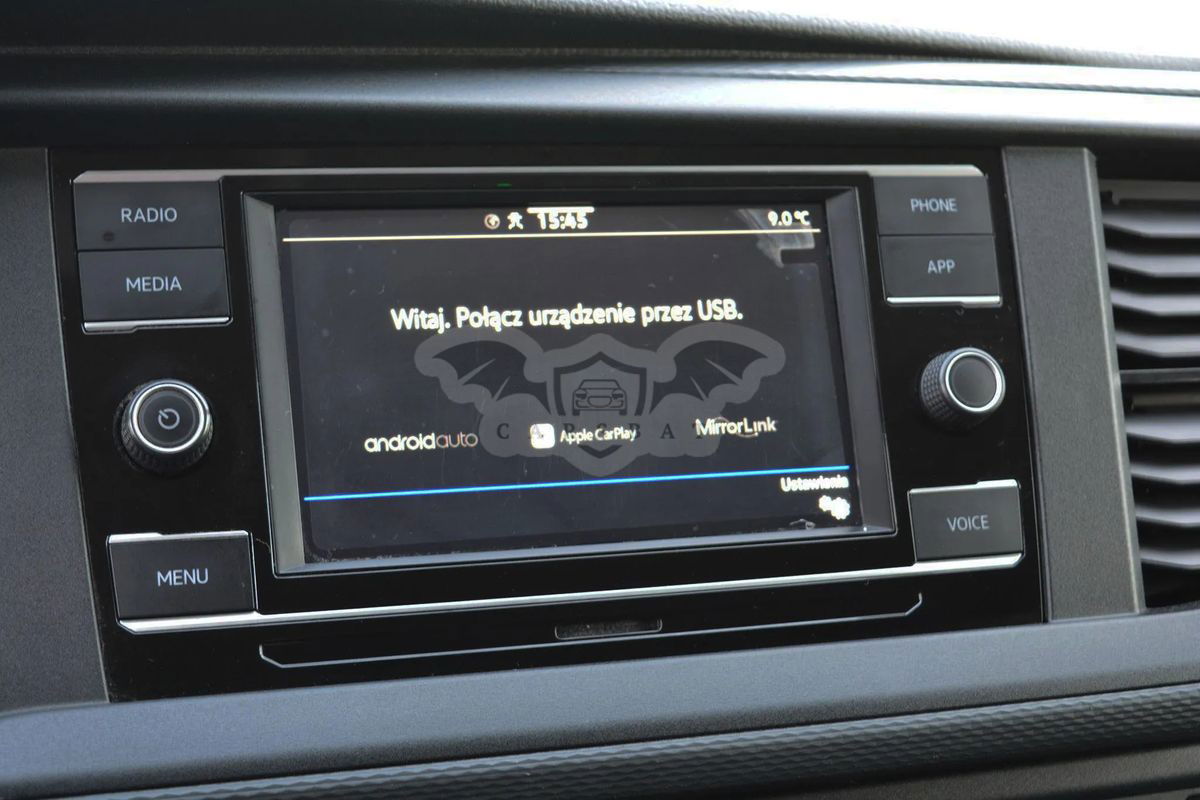 RADIO
MEDIA
MENU
15:45
9.0 °C
Witaj. Połącz urządzenie przez USB.
androidauto
Apple CarPlay
MirrorLink
CARSBAT
Ustawienia
PHONE
APP
VOICE